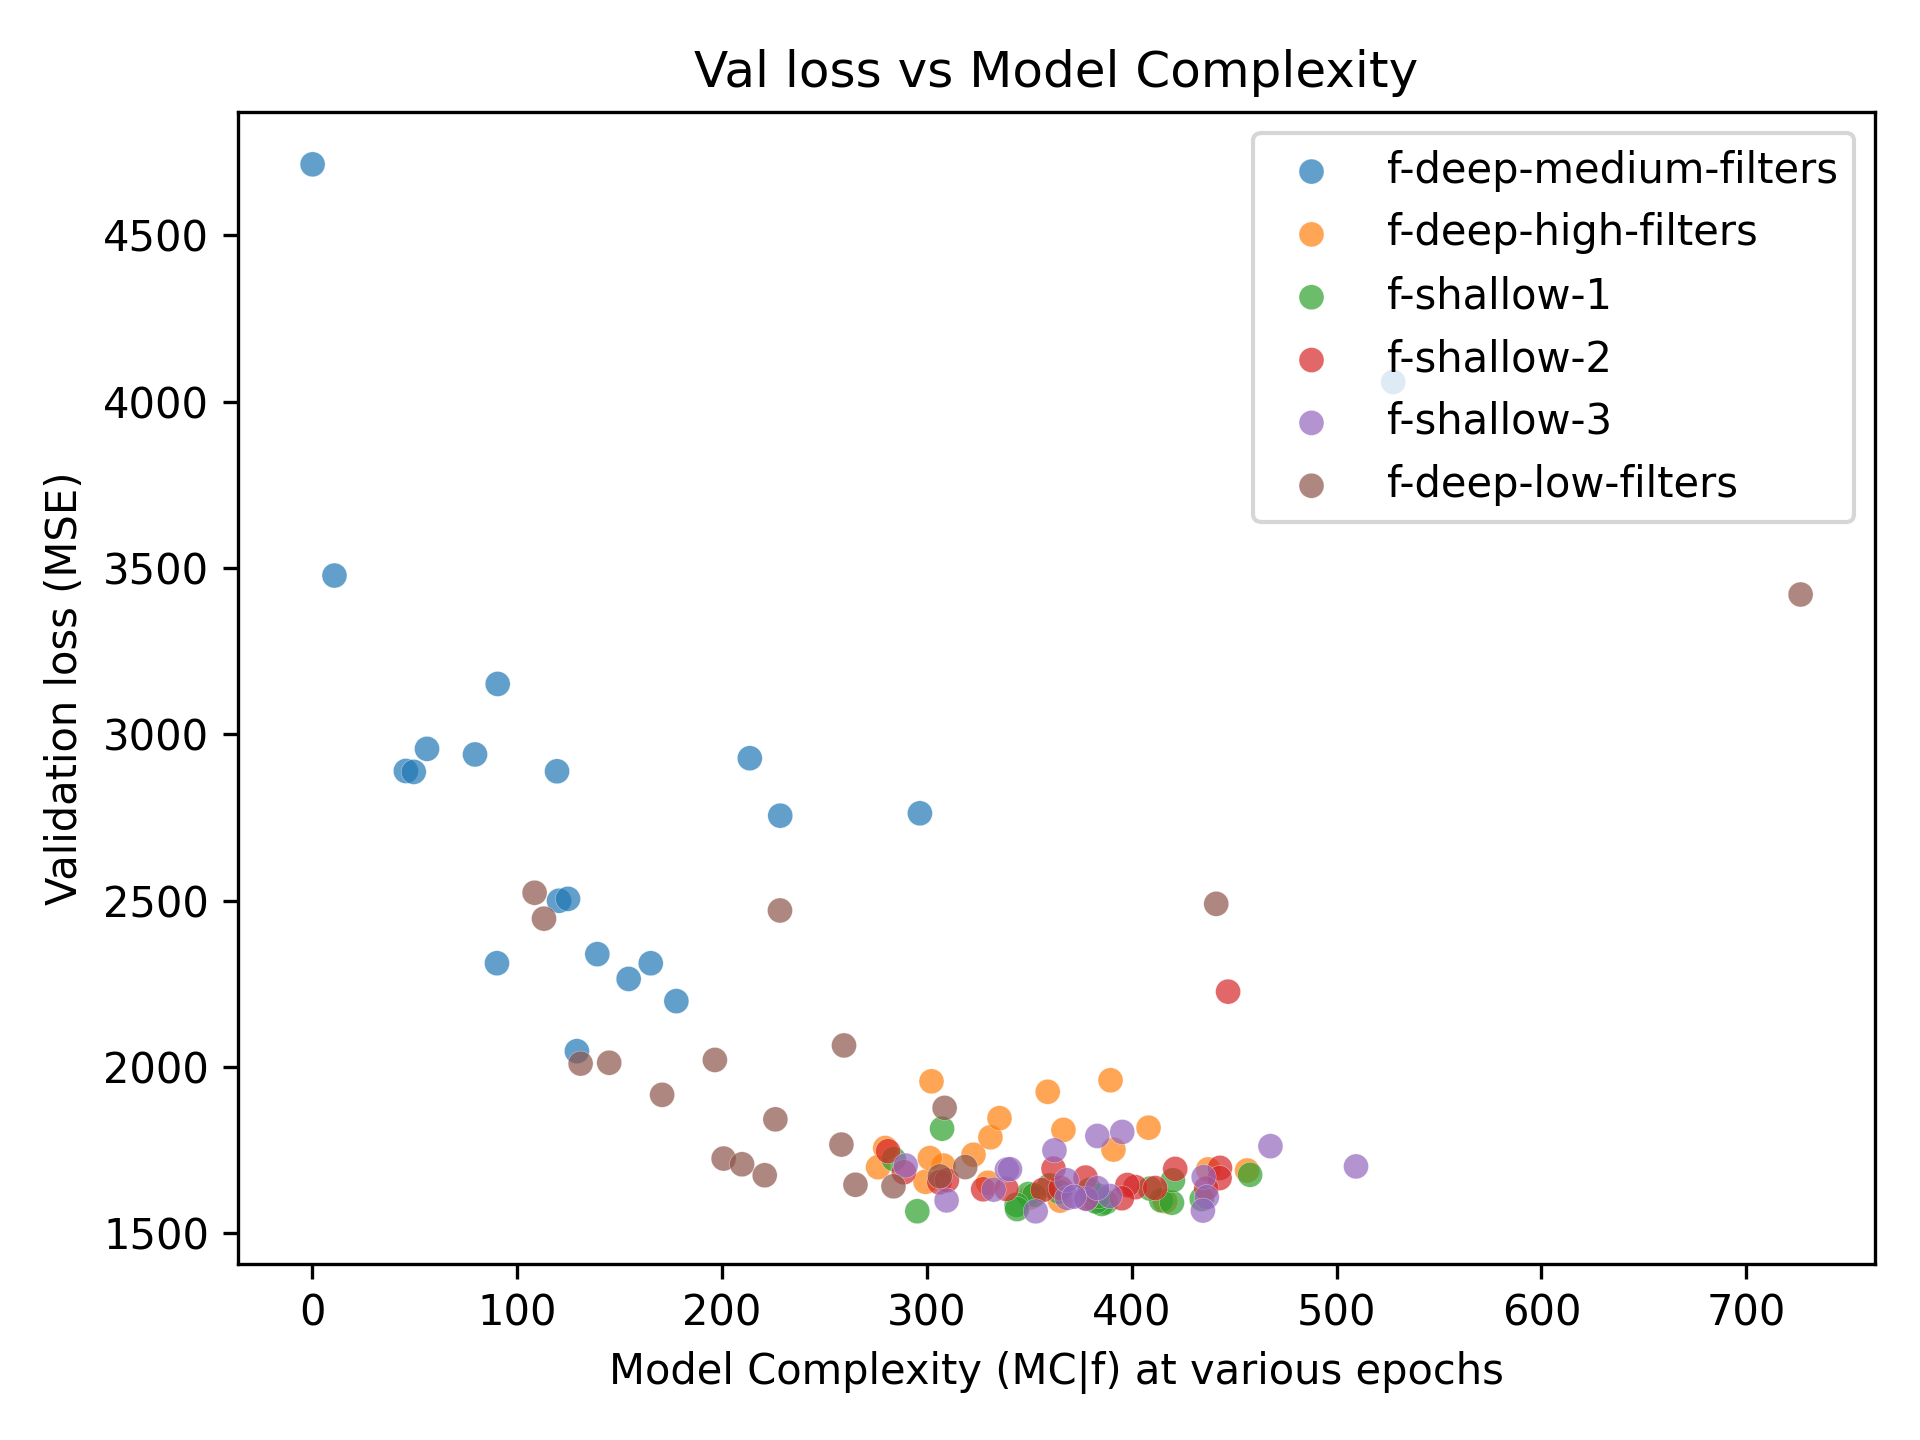 Val loss vs Model Complexity
f-deep-medium-filters
f-deep-high-filters
f-shallow-1
f-shallow-2
f-shallow-3
f-deep-low-filters
Validation loss (MSE)
4500
4000
3500
3000
2500
2000
1500
0 100 200 300 400 500 600 700
Model Complexity (MC|f) at various epochs